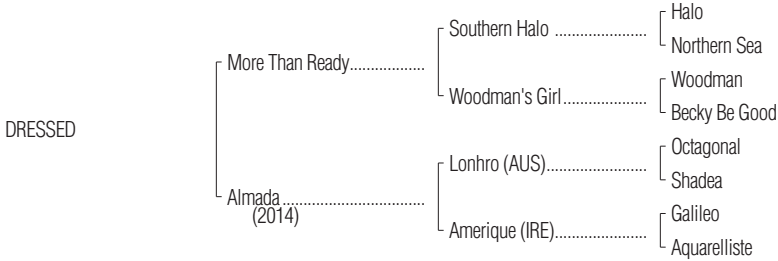 Halo
Southern Halo ......................
Northern Sea
More Than Ready..................
Woodman
Woodman's Girl....................
Becky Be Good
DRESSED
Octagonal
Lonhro (AUS)........................
Shadea
Almada..................................
(2014)
Galileo
Amerique (IRE)......................
Aquarelliste